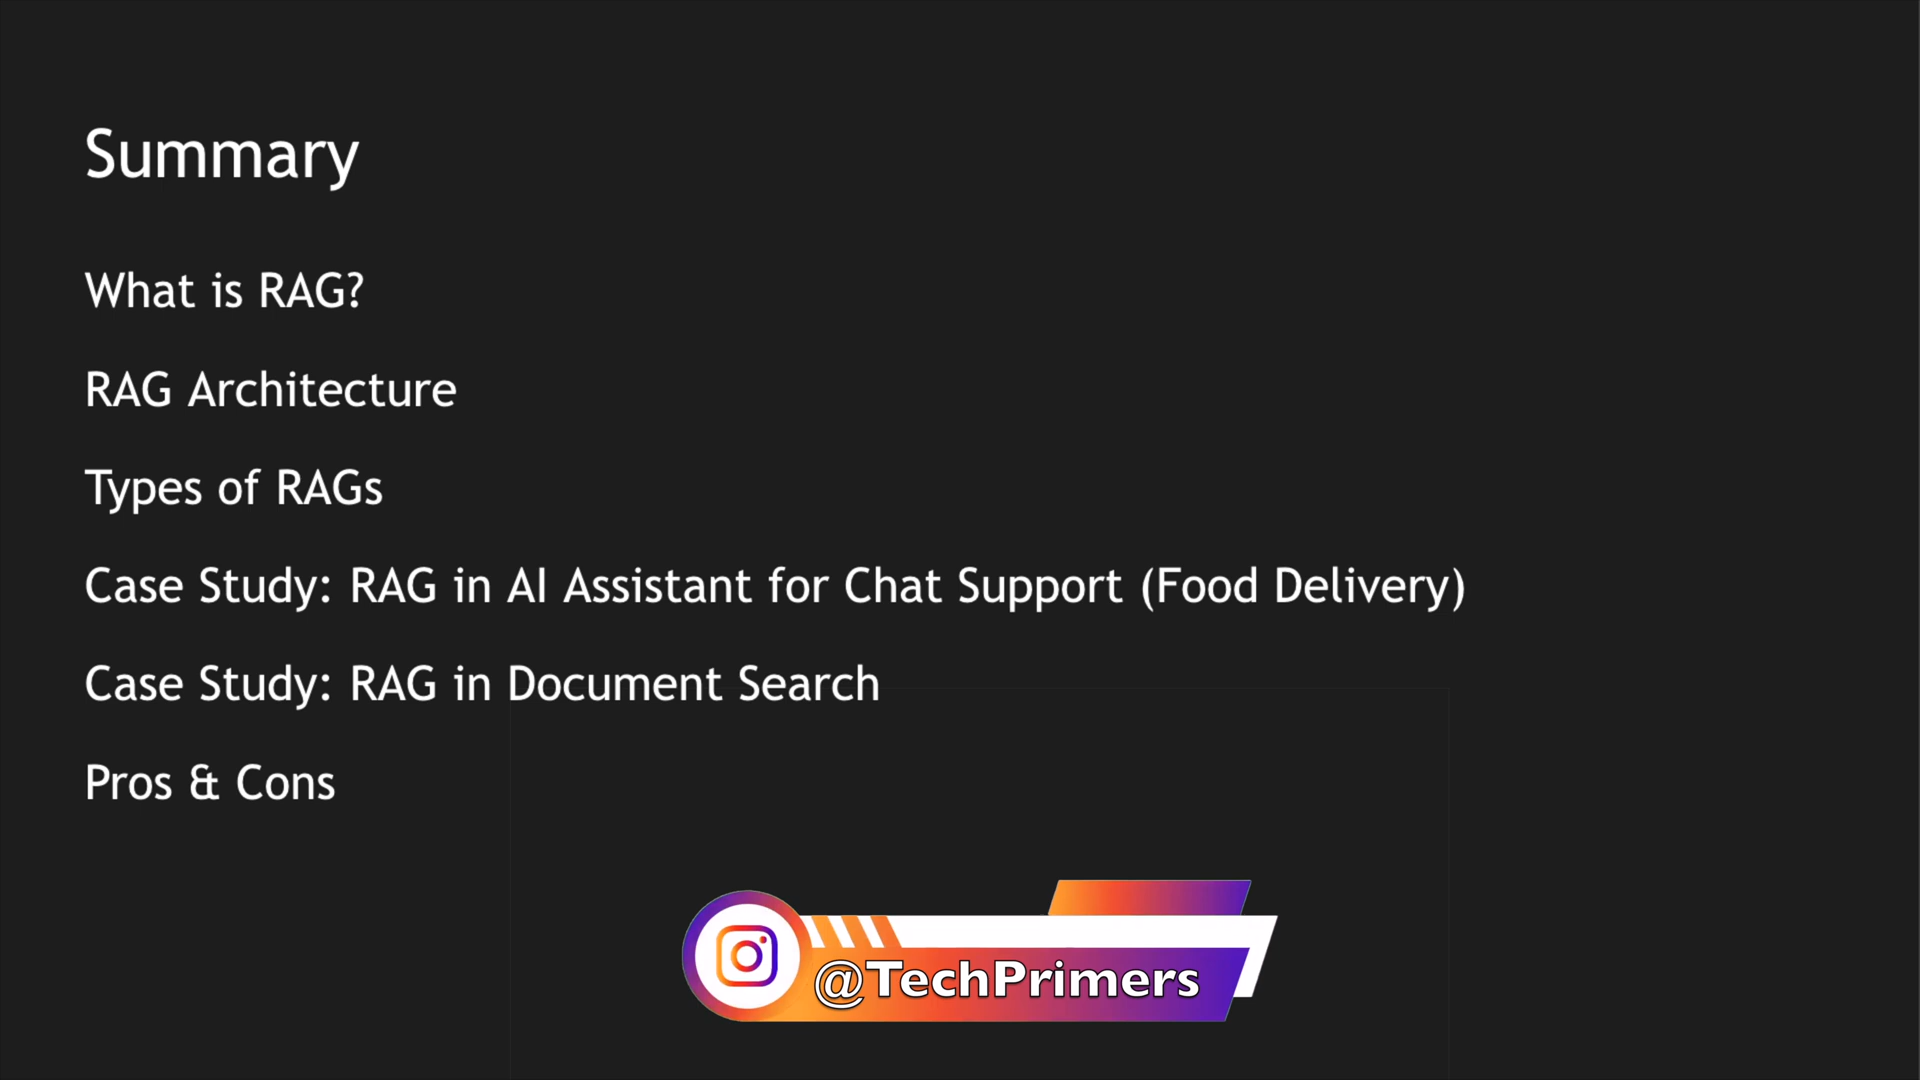 Summary
What is RAG?
RAG Architecture
Types of RAGs
Case Study: RAG in AI Assistant for Chat Support (Food Delivery)
Case Study: RAG in Document Search
Pros & Cons
@TechPrimers